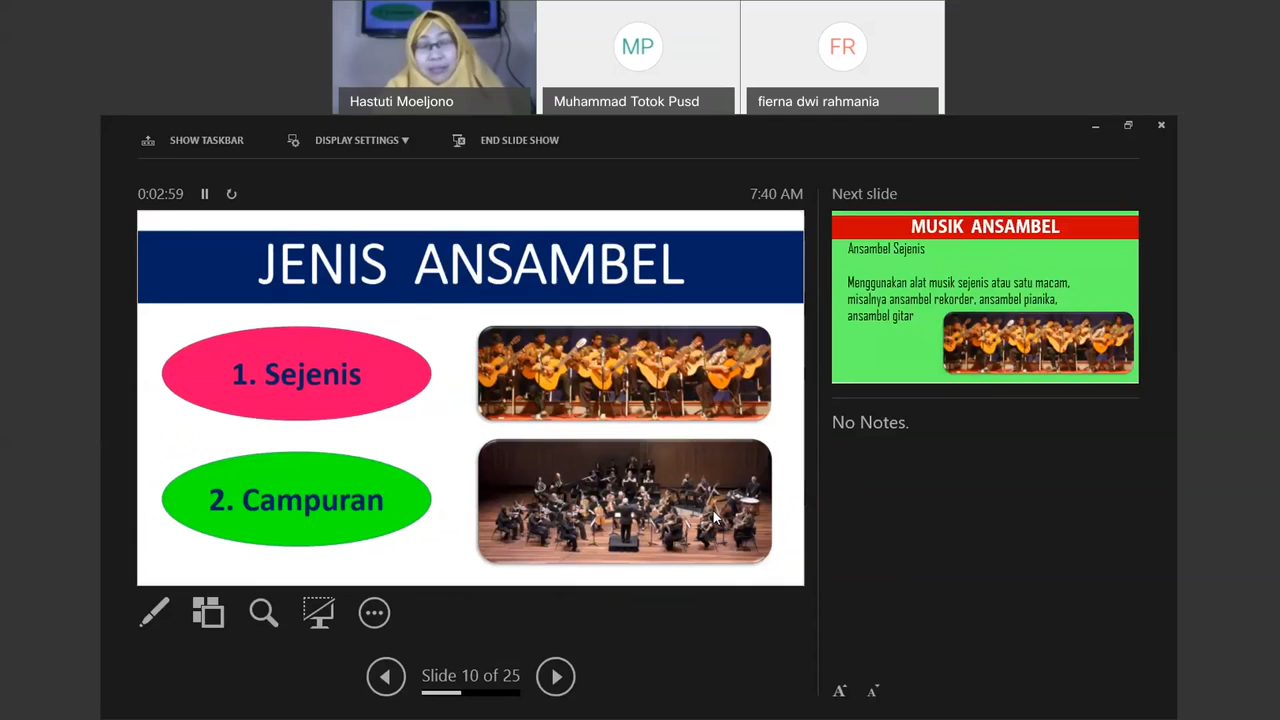 MP
FR
Hastuti Moeljono
Muhammad Totok Pusd
fierna dwi rahmania
SHOW TASKBAR
DISPLAY SETTINGS ▼
END SLIDE SHOW
0:02:59
7:40 AM
JENIS ANSAMBEL
1. Sejenis
2. Campuran
Slide 10 of 25
Next slide
MUSIK ANSAMBEL
Ansambel Sejenis
Menggunakan alat musik sejenis atau satu macam,
misalnya ansambel rekorder, ansambel pianika,
ansambel gitar
No Notes.
A A